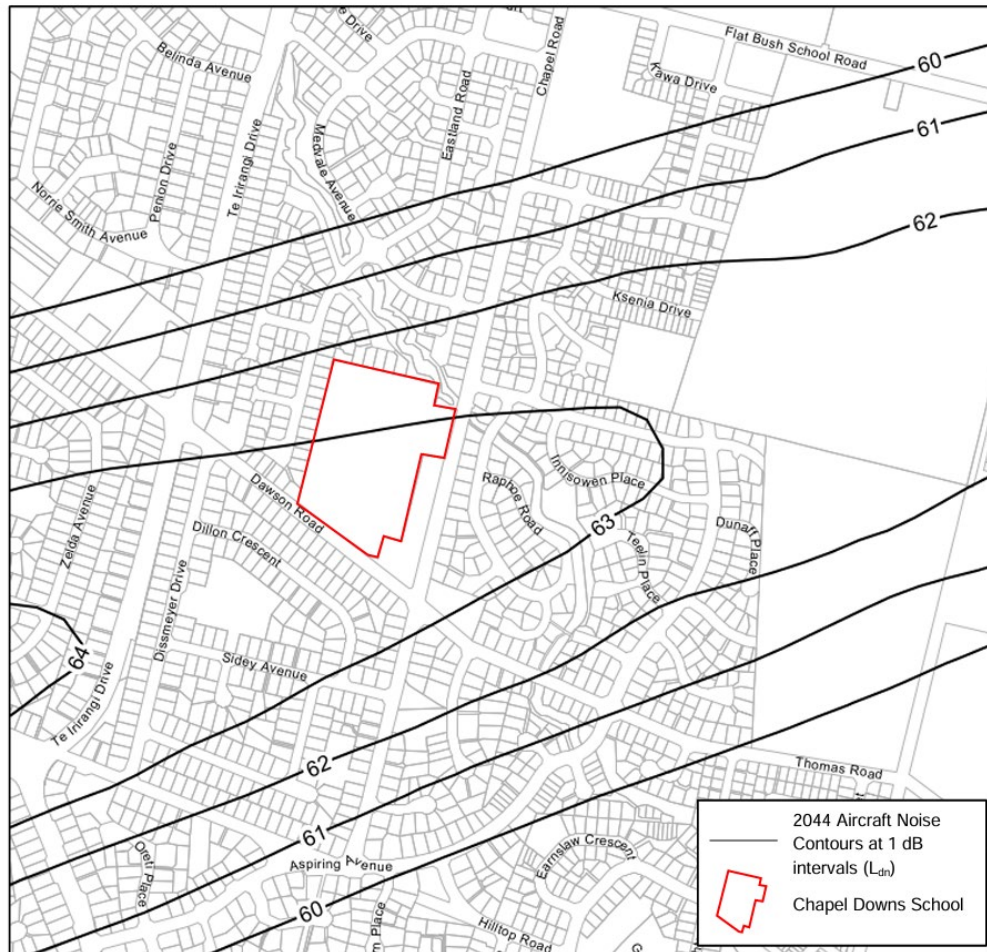 Belinda Avenue
Drive
Flat Bush School Road
60
Chapel Road
Kawa Drive
Eastland Road
61
Te Irirangi Drive
Medvale Avenue
Penion Drive
Norrie Smith Avenue
62
Ksenia Drive
Innisowen Place
Raphoe Road
Dawson Road
Zelda Avenue
Dillon Crescent
63
Dunaff Place
Teelin Place
Dissmeyer Drive
64
Sidey Avenue
Te Irirangi Drive
62
Thomas Road
61
Oreti Place
Aspiring Avenue
Earnslaw Crescent
60
Place
Hilltop Road
2044 Aircraft Noise
Contours at 1 dB
intervals (Ldn)
Chapel Downs School